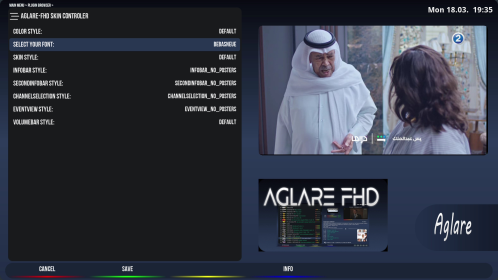 MAIN MENU > PLUGIN BROWSER >
Mon 18.03. 19:35
AGLARE-FHD SKIN CONTROLER
COLOR STYLE: DEFAULT
SELECT YOUR FONT: BEBASNEUE
SKIN STYLE: DEFAULT
INFOBAR STYLE: INFOBAR_NO_POSTERS
SECONDINFOBAR STYLE: SECONDINFOBAR_NO_POSTERS
CHANNELSELECTION STYLE: CHANNELSELECTION_NO_POSTERS
EVENTVIEW STYLE: EVENTVIEW_NO_POSTERS
VOLUMEBAR STYLE: DEFAULT
2
دراما
AGLARE FHD
Aglare
CANCEL
SAVE
INFO